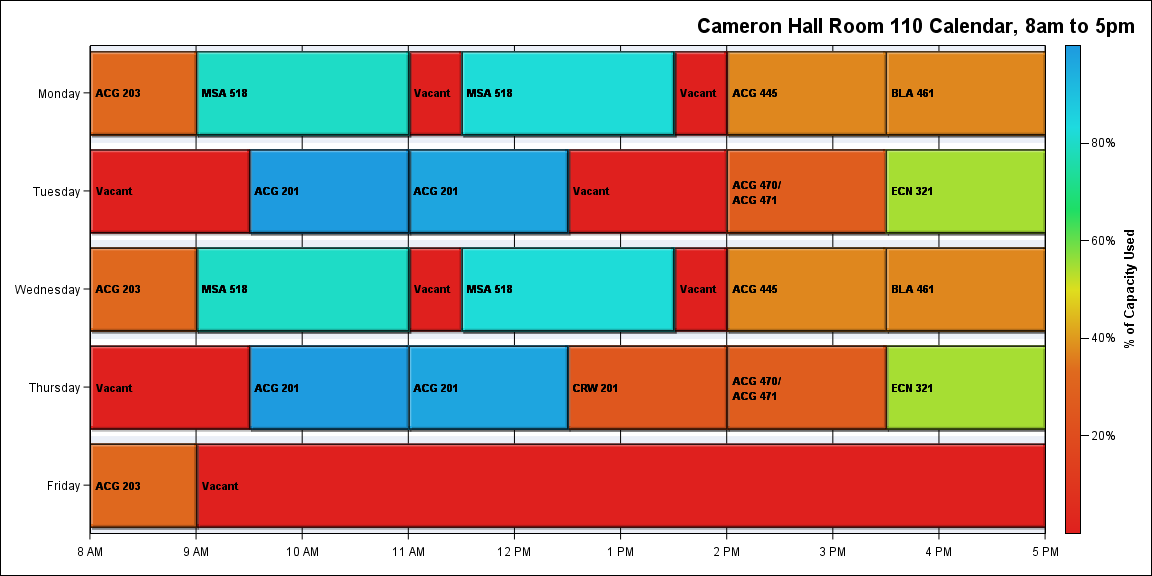 Cameron Hall Room 110 Calendar, 8am to 5pm
Monday
ACG 203
MSA 518
Vacant
MSA 518
Vacant
ACG 445
BLA 461
Tuesday
Vacant
ACG 201
ACG 201
Vacant
ACG 470/
ACG 471
ECN 321
Wednesday
ACG 203
MSA 518
Vacant
MSA 518
Vacant
ACG 445
BLA 461
Thursday
Vacant
ACG 201
ACG 201
CRW 201
ACG 470/
ACG 471
ECN 321
Friday
ACG 203
Vacant
8 AM
9 AM
10 AM
11 AM
12 PM
1 PM
2 PM
3 PM
4 PM
5 PM
80%
60%
40%
20%
% of Capacity Used